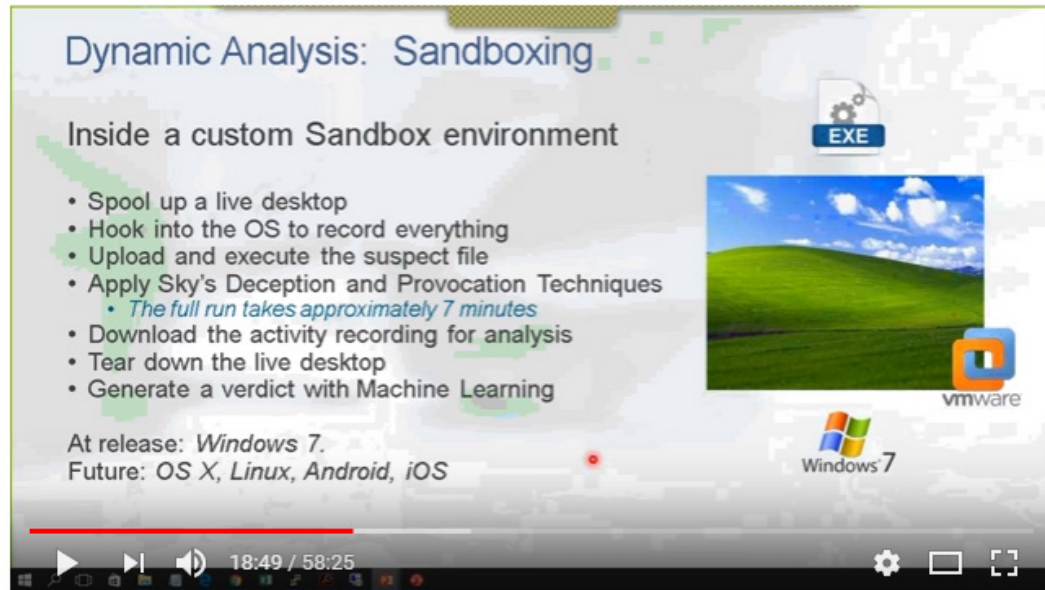 Dynamic Analysis: Sandboxing
Inside a custom Sandbox environment
EXE
• Spool up a live desktop
• Hook into the OS to record everything
• Upload and execute the suspect file
• Apply Sky's Deception and Provocation Techniques
• The full run takes approximately 7 minutes
• Download the activity recording for analysis
• Tear down the live desktop
• Generate a verdict with Machine Learning
vmware
At release: Windows 7.
Future: OS X, Linux, Android, iOS
Windows 7
18:49 / 58:25